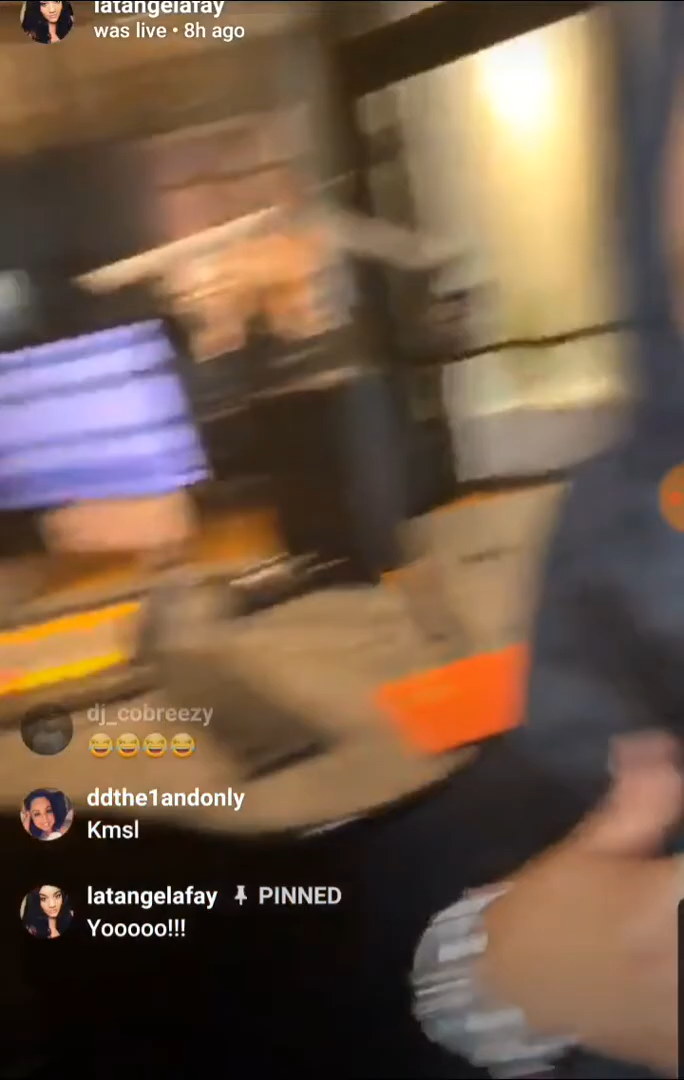 latangelafay
was live • 8h ago
dj_cobreezy
😂😂😂😂
ddthe1andonly
Kmsl
latangelafay PINNED
Yooooo!!!